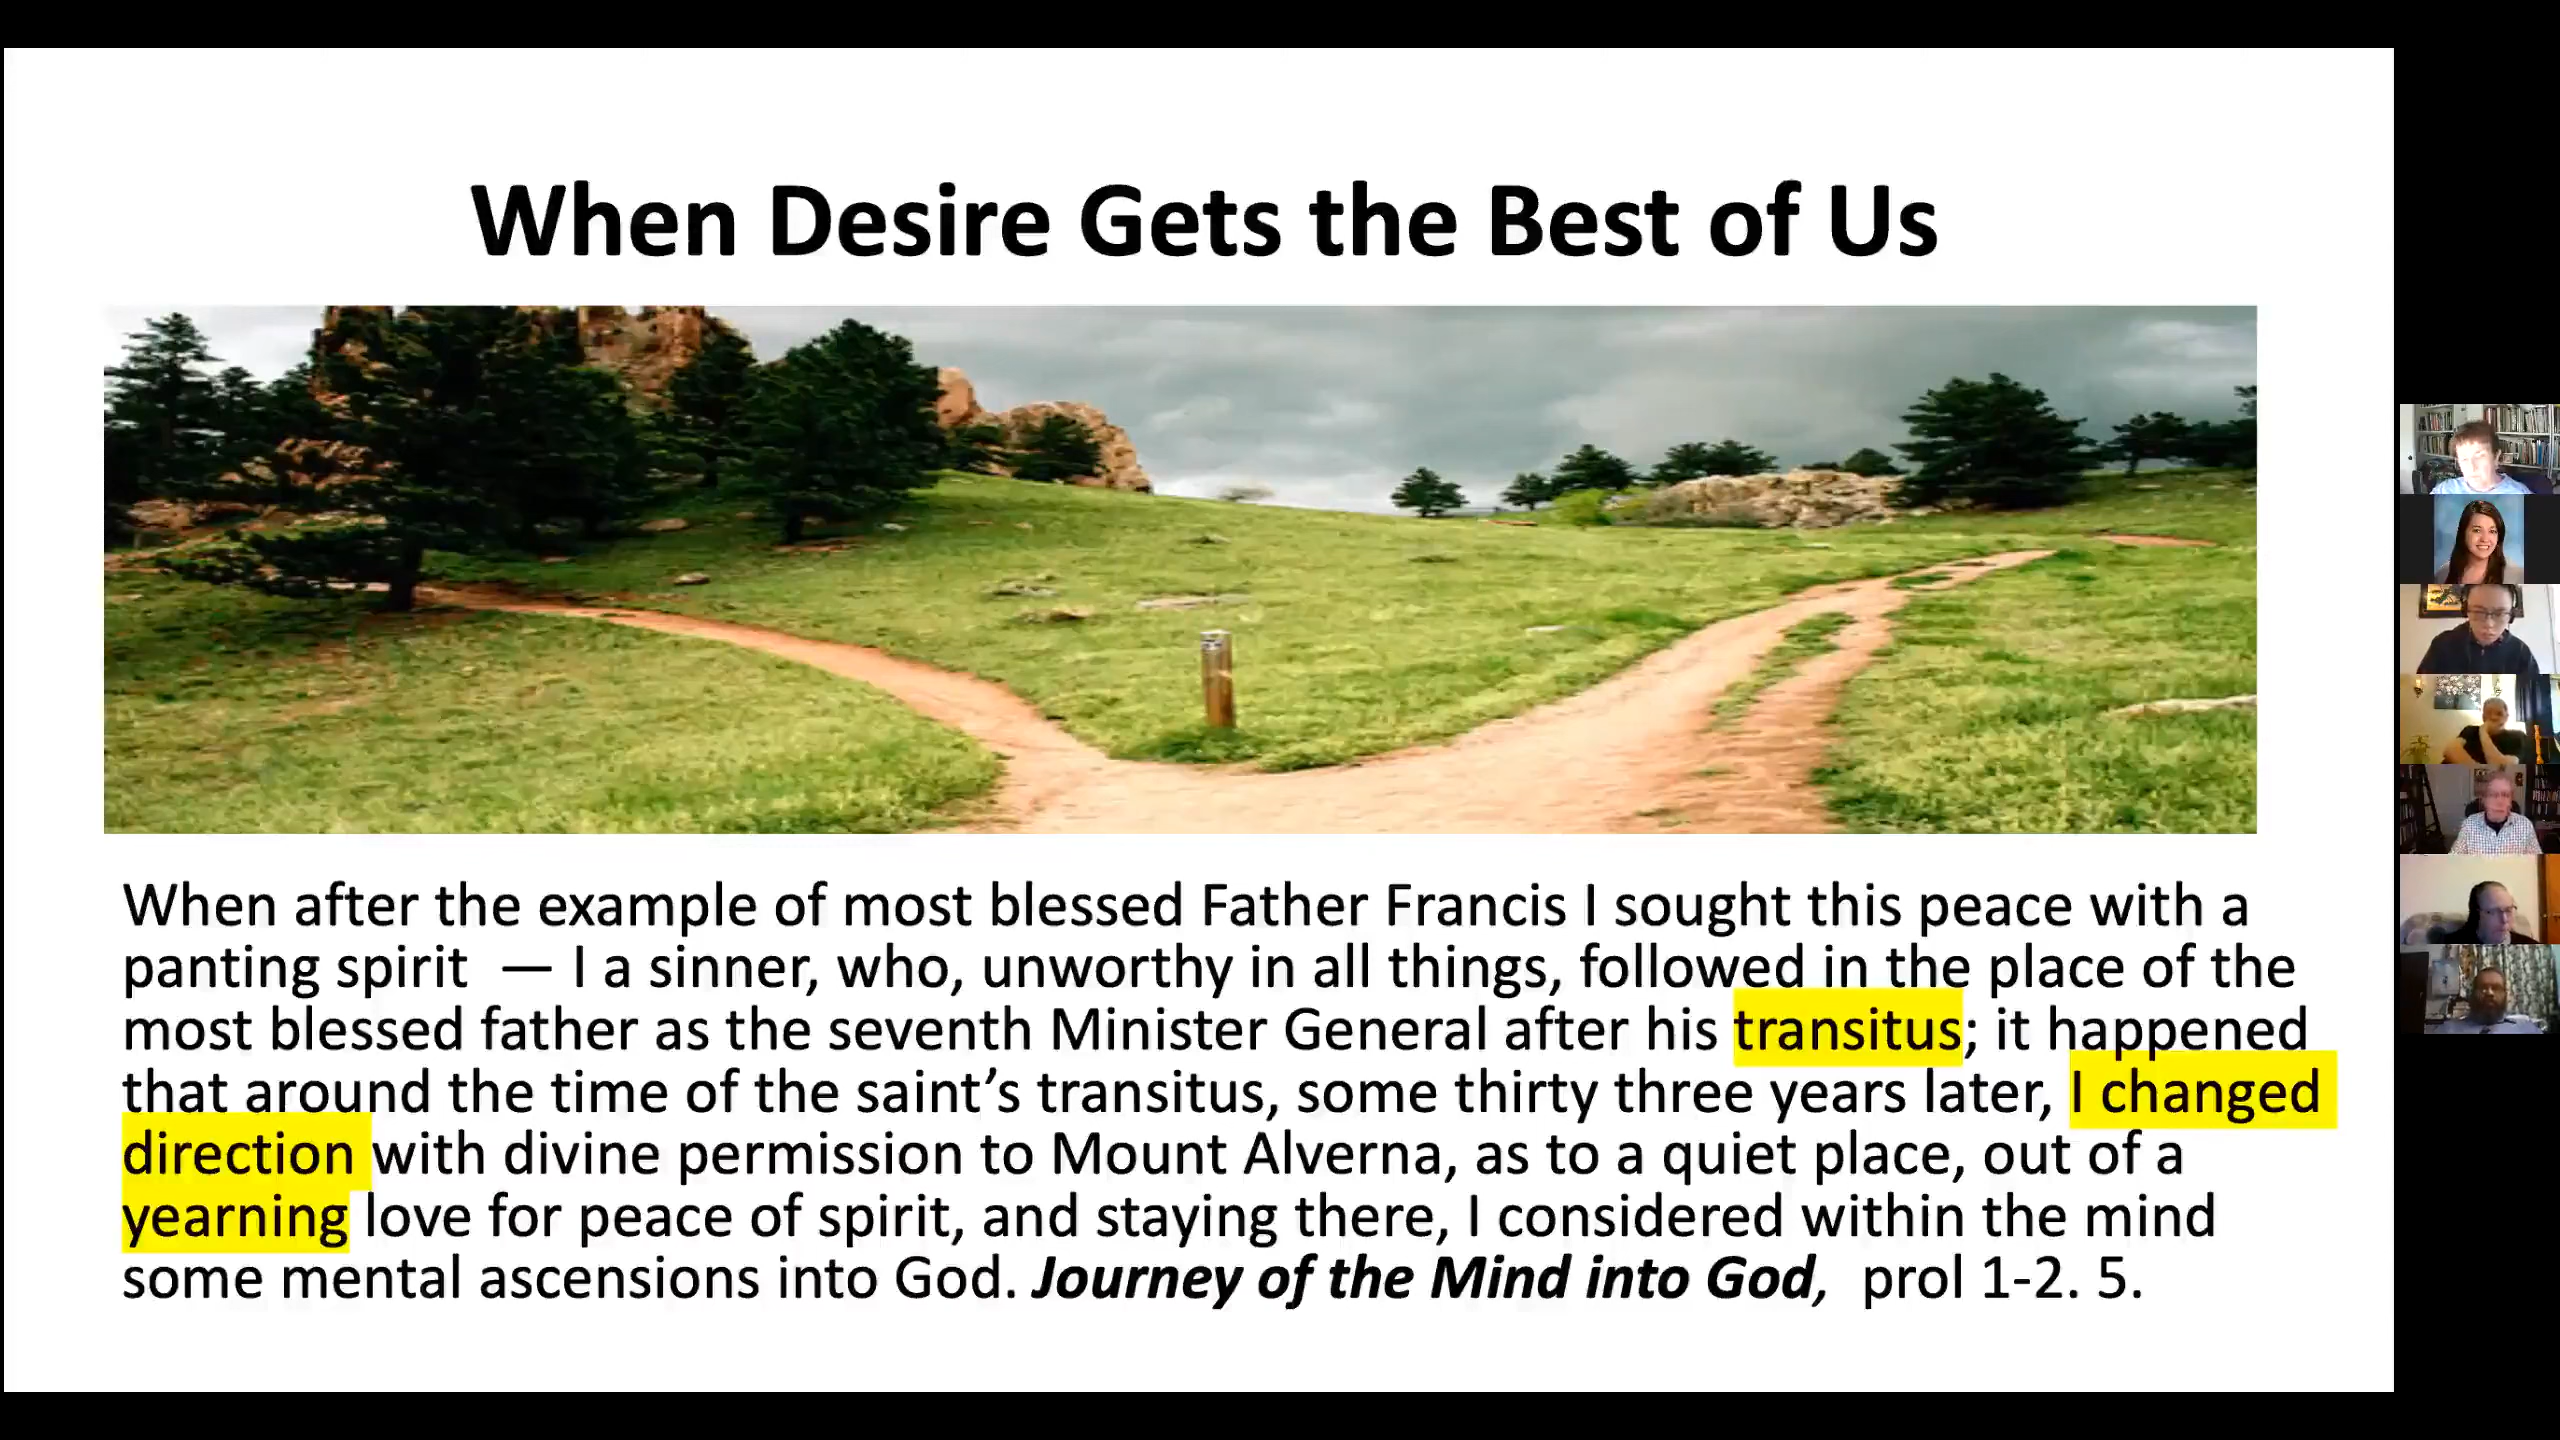 When Desire Gets the Best of Us
When after the example of most blessed Father Francis I sought this peace with a
panting spirit — I a sinner, who, unworthy in all things, followed in the place of the
most blessed father as the seventh Minister General after his transitus; it happened
that around the time of the saint’s transitus, some thirty three years later, I changed
direction with divine permission to Mount Alverna, as to a quiet place, out of a
yearning love for peace of spirit, and staying there, I considered within the mind
some mental ascensions into God. Journey of the Mind into God, prol 1-2. 5.